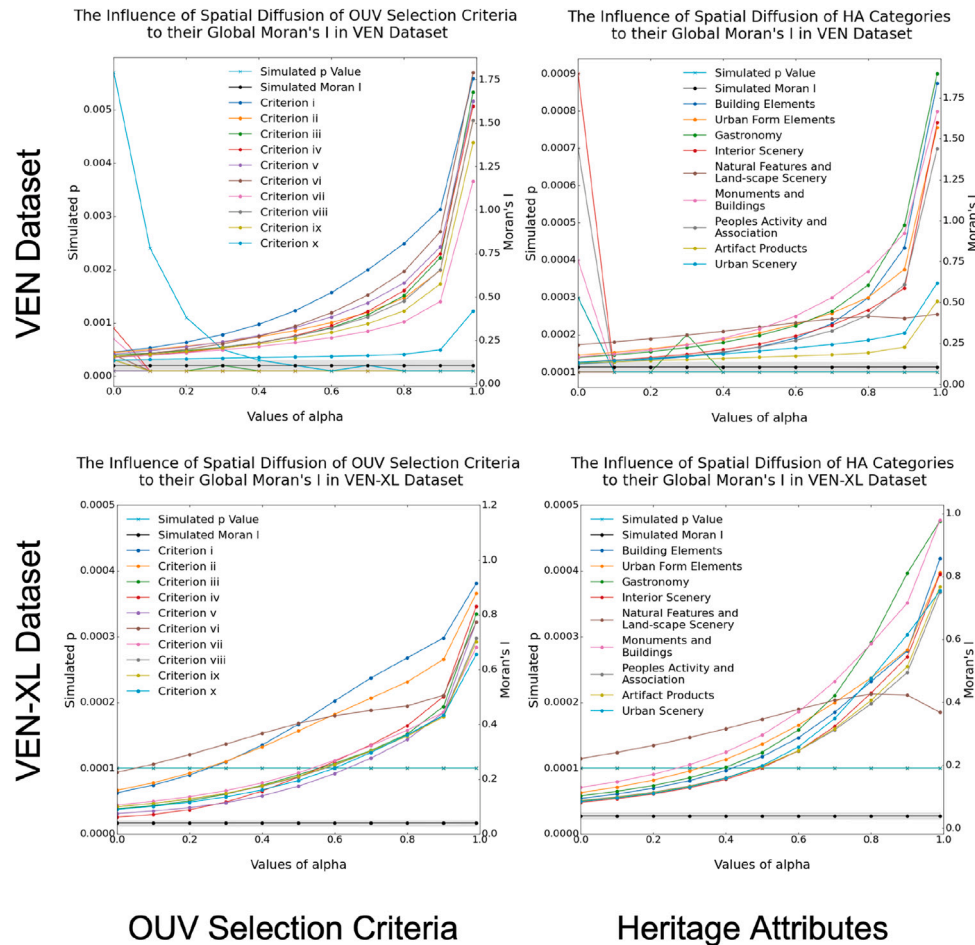 The Influence of Spatial Diffusion of OUV Selection Criteria
to their Global Moran's I in VEN Dataset
VEN Dataset
Simulated p
0.005
0.004
0.003
0.002
0.001
0.000
Simulated p Value
Simulated Moran I
Criterion i
Criterion ii
Criterion iii
Criterion iv
Criterion v
Criterion vi
Criterion vii
Criterion viii
Criterion ix
Criterion x
1.75
1.50
1.25
1.00
0.75
0.50
0.25
0.00
Moran's I
0.0 0.2 0.4 0.6 0.8 1.0
Values of alpha
The Influence of Spatial Diffusion of HA Categories
to their Global Moran's I in VEN Dataset
Simulated p
0.0009
0.0008
0.0007
0.0006
0.0005
0.0004
0.0003
0.0002
0.0001
Simulated p Value
Simulated Moran I
Building Elements
Urban Form Elements
Gastronomy
Interior Scenery
Natural Features and
Land-scape Scenery
Monuments and
Buildings
Peoples Activity and
Association
Artifact Products
Urban Scenery
1.75
1.50
1.25
1.00
0.75
0.50
0.25
0.00
Moran's I
0.0 0.2 0.4 0.6 0.8 1.0
Values of alpha
The Influence of Spatial Diffusion of OUV Selection Criteria
to their Global Moran's I in VEN-XL Dataset
VEN-XL Dataset
Simulated p
0.0005
0.0004
0.0003
0.0002
0.0001
0.0000
Simulated p Value
Simulated Moran I
Criterion i
Criterion ii
Criterion iii
Criterion iv
Criterion v
Criterion vi
Criterion vii
Criterion viii
Criterion ix
Criterion x
1.2
1.0
0.8
0.6
0.4
0.2
0.0
Moran's I
0.0 0.2 0.4 0.6 0.8 1.0
Values of alpha
The Influence of Spatial Diffusion of HA Categories
to their Global Moran's I in VEN-XL Dataset
Simulated p
0.0005
0.0004
0.0003
0.0002
0.0001
0.0000
Simulated p Value
Simulated Moran I
Building Elements
Urban Form Elements
Gastronomy
Interior Scenery
Natural Features and
Land-scape Scenery
Monuments and
Buildings
Peoples Activity and
Association
Artifact Products
Urban Scenery
1.0
0.8
0.6
0.4
0.2
0.0
Moran's I
0.0 0.2 0.4 0.6 0.8 1.0
Values of alpha
OUV Selection Criteria
Heritage Attributes